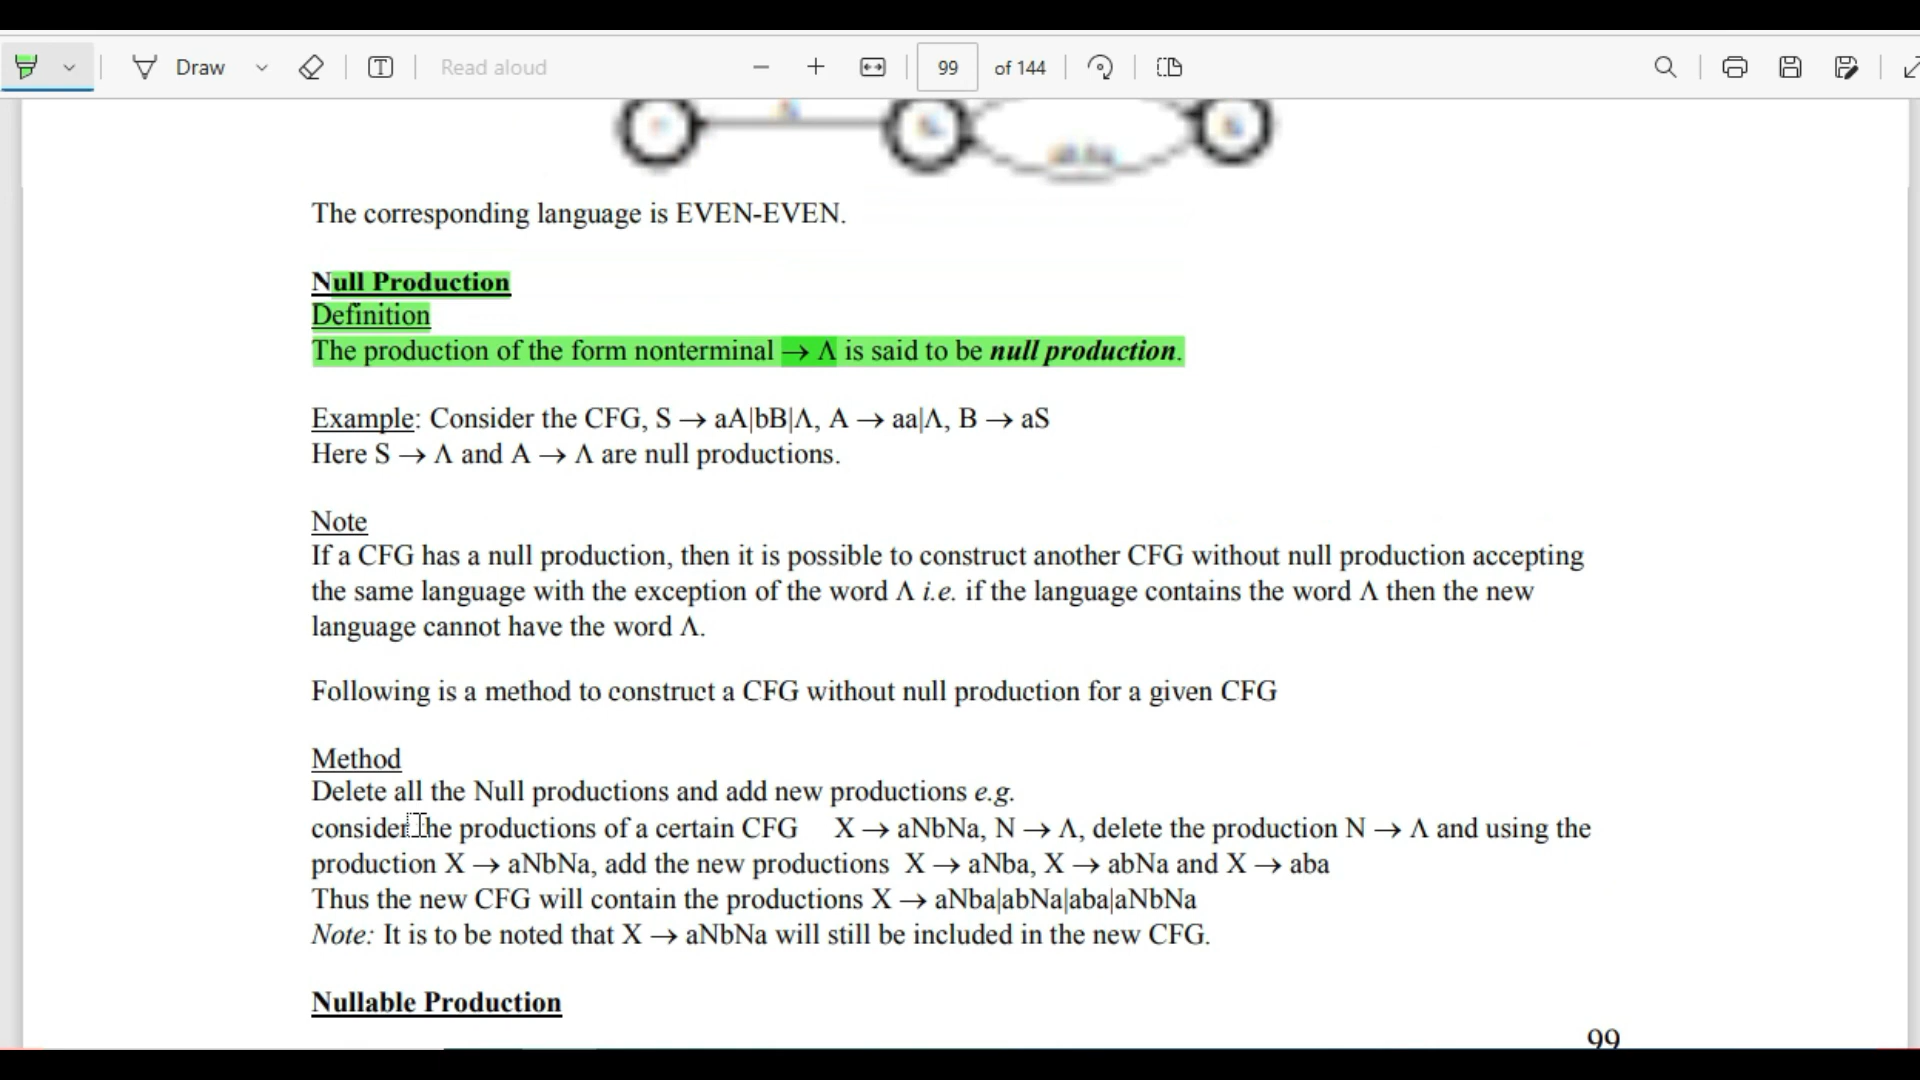 Draw
Read aloud
99 of 144
The corresponding language is EVEN-EVEN.
Null Production
Definition
The production of the form nonterminal → Λ is said to be null production.
Example: Consider the CFG, S → aA|bB|Λ, A → aa|Λ, B → aS
Here S → Λ and A → Λ are null productions.
Note
If a CFG has a null production, then it is possible to construct another CFG without null production accepting
the same language with the exception of the word Λ i.e. if the language contains the word Λ then the new
language cannot have the word Λ.
Following is a method to construct a CFG without null production for a given CFG
Method
Delete all the Null productions and add new productions e.g.
consider the productions of a certain CFG X → aNbNa, N → Λ, delete the production N → Λ and using the
production X → aNbNa, add the new productions X → aNba, X → abNa and X → aba
Thus the new CFG will contain the productions X → aNba|abNa|aba|aNbNa
Note: It is to be noted that X → aNbNa will still be included in the new CFG.
Nullable Production
99